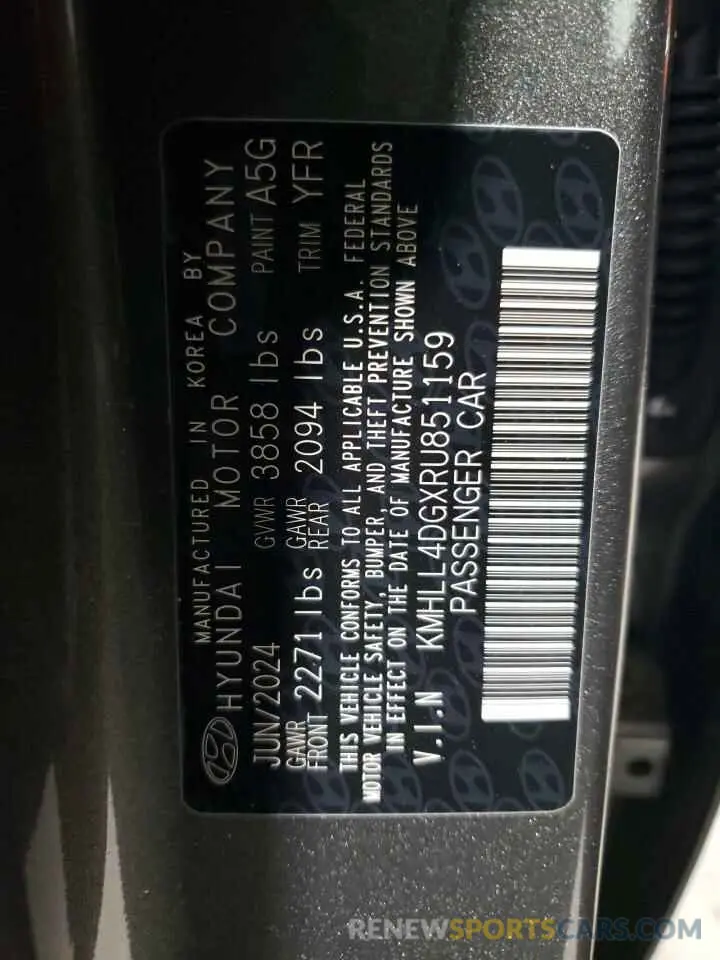 MANUFACTURED IN KOREA BY
HYUNDAI MOTOR COMPANY
JUN/2024 GVWR 3858 lbs PAINT A5G
GAWR FRONT 2271 lbs GAWR REAR 2094 lbs TRIM YFR
THIS VEHICLE CONFORMS TO ALL APPLICABLE U.S.A. FEDERAL
MOTOR VEHICLE SAFETY, BUMPER, AND THEFT PREVENTION STANDARDS
IN EFFECT ON THE DATE OF MANUFACTURE SHOWN ABOVE
V.I.N KMHLL4DGXRU851159
PASSENGER CAR
RENEWSPORTSCARS.COM